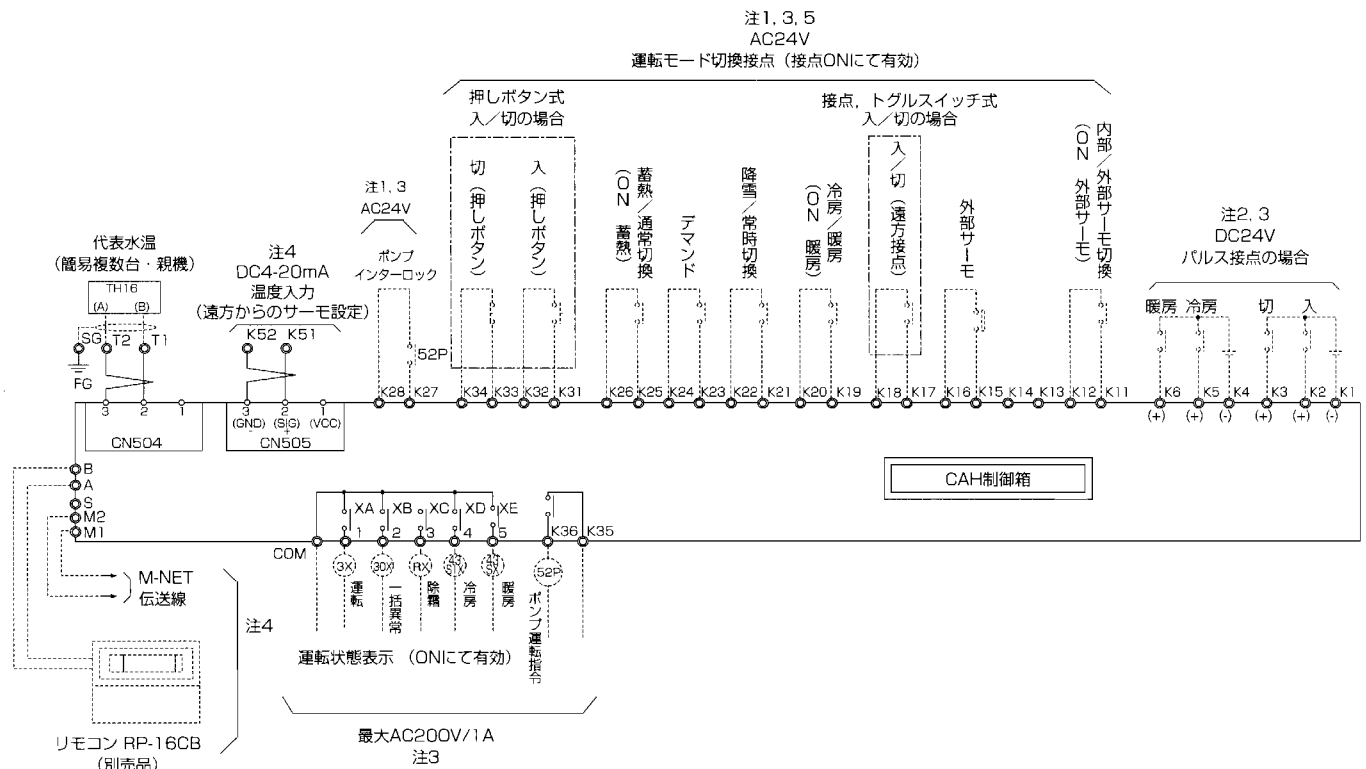 注1, 3, 5
AC24V
運転モード切換接点（接点ONにて有効）
押しボタン式
入／切の場合
接点，トグルスイッチ式
入／切の場合
切（押しボタン）
入（押しボタン）
蓄熱／通常切換
（ON 蓄熱）
デマンド
降雪／常時切換
冷房／暖房
（ON 暖房）
入／切（遠方接点）
外部サーモ
内部／外部サーモ切換
（ON 外部サーモ）
注1, 3
AC24V
ポンプ
インターロック
52P
注2, 3
DC24V
パルス接点の場合
暖房 冷房 切 入
代表水温
（簡易複数台・親機）
TH16
(A) (B)
SG T2 T1
FG
注4
DC4-20mA
温度入力
（遠方からのサーモ設定）
K52 K51
K28 K27 K34 K33 K32 K31 K26 K25 K24 K23 K22 K21 K20 K19 K18 K17 K16 K15 K14 K13 K12 K11 K6 K5 K4 K3 K2 K1
(+) (+) (-) (+) (+) (-)
3 2 1
CN504
3 2 1
(GND) (SIG) (VCC)
- +
CN505
CAH制御箱
B
A
S
M2
M1
XA XB XC XD XE
COM 1 2 3 4 5 K36 K35
3X 30X RX 52P
運転
一括異常
除霜
冷房
暖房
ポンプ運転指令
M-NET
伝送線
注4
運転状態表示 （ONにて有効）
リモコン RP-16CB
（別売品）
最大AC200V/1A
注3